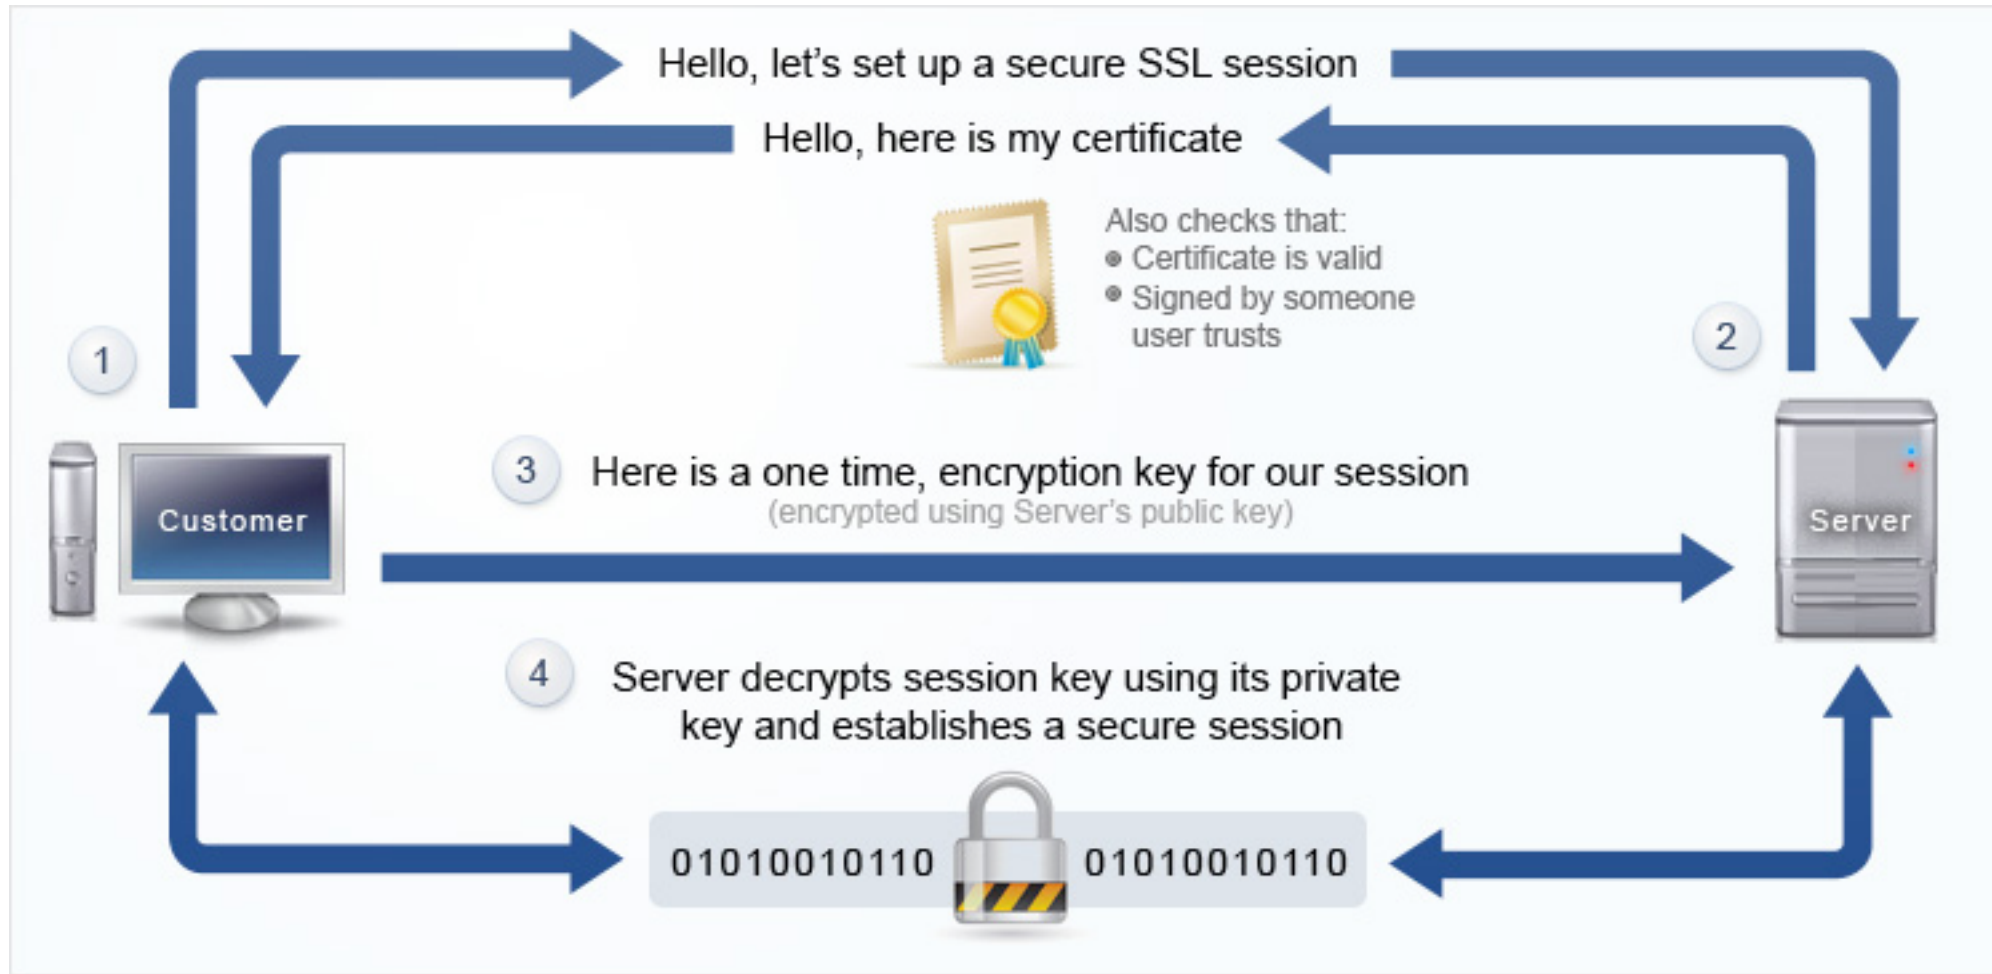 Hello, let's set up a secure SSL session
Hello, here is my certificate
Also checks that:
Certificate is valid
Signed by someone
user trusts
1
2
3
Here is a one time, encryption key for our session
(encrypted using Server's public key)
Customer
Server
4
Server decrypts session key using its private
key and establishes a secure session
01010010110
01010010110